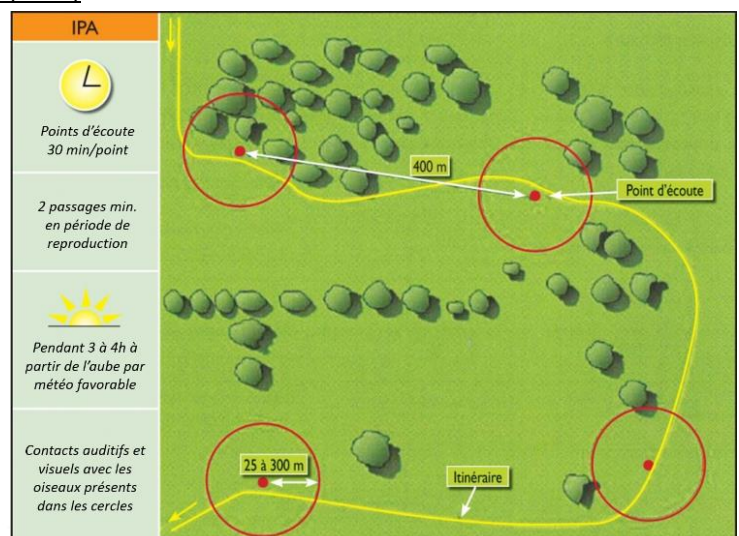 IPA
Points d'écoute
30 min/point
2 passages min.
en période de
reproduction
Pendant 3 à 4h à
partir de l'aube par
météo favorable
Contacts auditifs et
visuels avec les
oiseaux présents
dans les cercles
400 m
Point d'écoute
25 à 300 m
Itinéraire